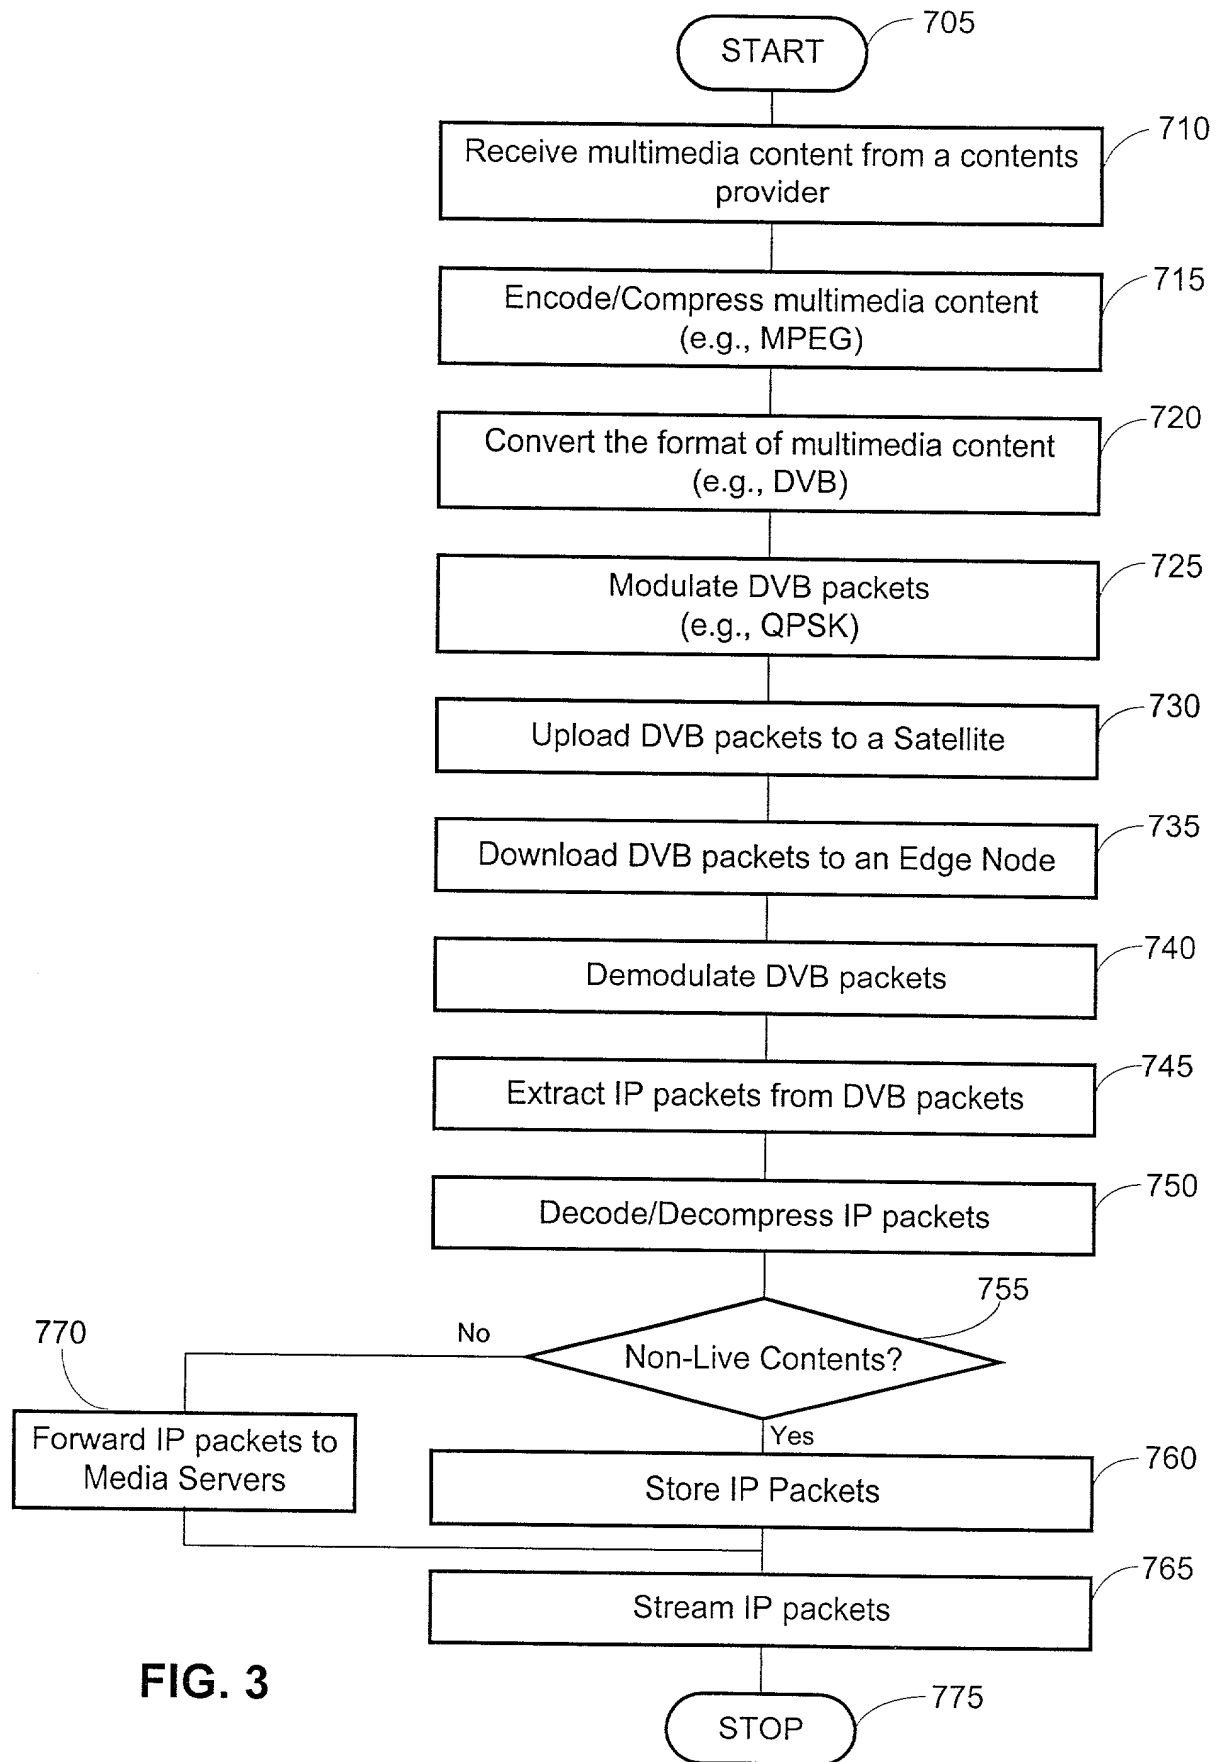 START
705
710
Receive multimedia content from a contents
provider
715
Encode/Compress multimedia content
(e.g., MPEG)
720
Convert the format of multimedia content
(e.g., DVB)
725
Modulate DVB packets
(e.g., QPSK)
730
Upload DVB packets to a Satellite
735
Download DVB packets to an Edge Node
740
Demodulate DVB packets
745
Extract IP packets from DVB packets
750
Decode/Decompress IP packets
755
Non-Live Contents?
No
770
Forward IP packets to
Media Servers
Yes
760
Store IP Packets
765
Stream IP packets
FIG. 3
775
STOP